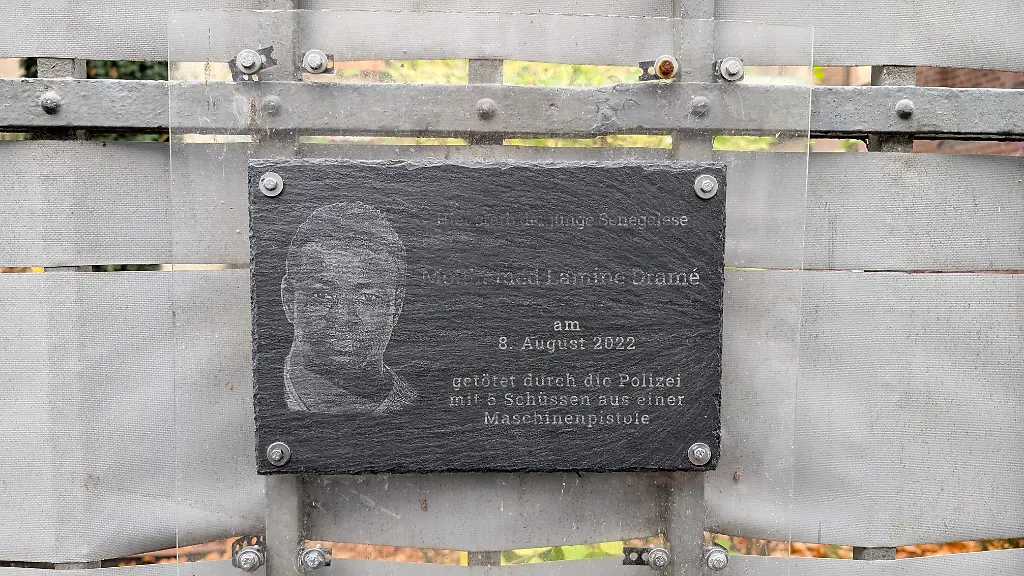 Hier starb der junge Senegalese
Mouhamed Lamine Dramé
am
8. August 2022
getötet durch die Polizei
mit 5 Schüssen aus einer
Maschinenpistole